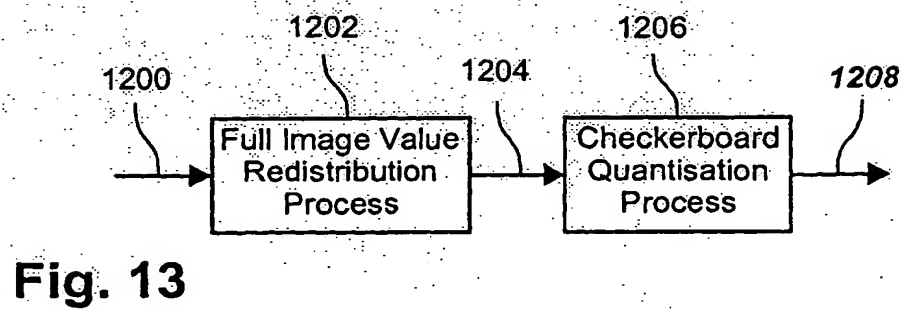 1202
1206
1200
1204
1208
Full Image Value
Redistribution
Process
Checkerboard
Quantisation
Process
Fig. 13